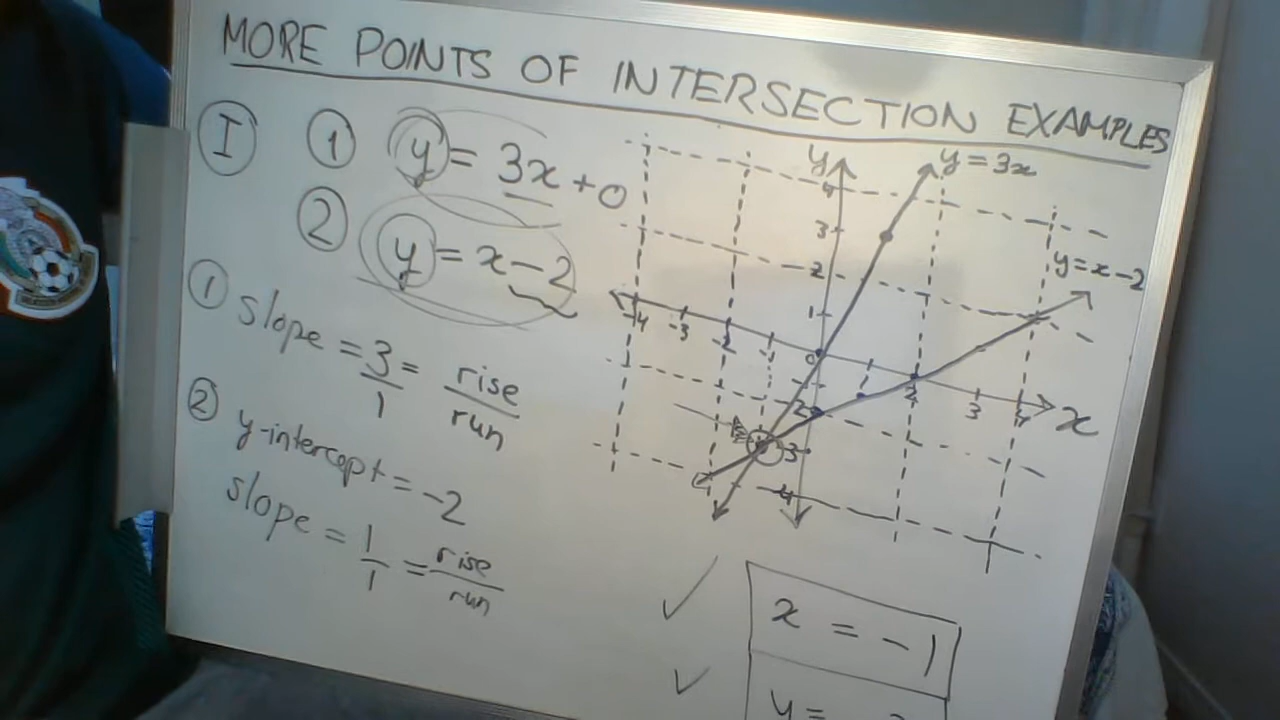 MORE POINTS OF INTERSECTION EXAMPLES
I ① y = 3x + 0
② y = x - 2
① slope = 3/1 = rise/run
② y-intercept = -2
slope = 1/1 = rise/run
y
y = 3x
y = x - 2
4
3
2
1
0
-4 -3 -2
2 3 4
x
-2
-3
-4
✓ x = -1
✓ y =